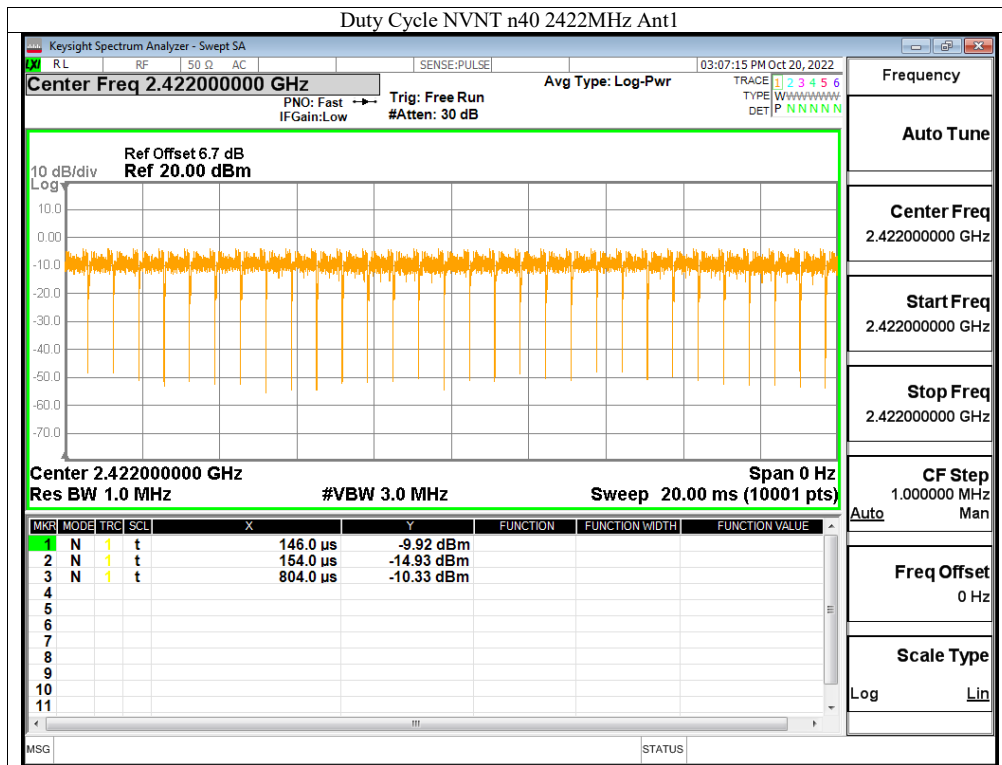 Duty Cycle NVNT n40 2422MHz Ant1
Keysight Spectrum Analyzer - Swept SA
LXI RL RF 50 Ω AC SENSE:PULSE 03:07:15 PM Oct 20, 2022
Center Freq 2.422000000 GHz Avg Type: Log-Pwr TRACE 1 2 3 4 5 6
PNO: Fast Trig: Free Run TYPE WWWWWW
IFGain:Low #Atten: 30 dB DET P N N N N N
Frequency
Auto Tune
Center Freq
2.422000000 GHz
Start Freq
2.422000000 GHz
Stop Freq
2.422000000 GHz
CF Step
1.000000 MHz
Auto Man
Freq Offset
0 Hz
Scale Type
Log Lin
Ref Offset 6.7 dB
10 dB/div Ref 20.00 dBm
Log
10.0
0.00
-10.0
-20.0
-30.0
-40.0
-50.0
-60.0
-70.0
Center 2.422000000 GHz Span 0 Hz
Res BW 1.0 MHz #VBW 3.0 MHz Sweep 20.00 ms (10001 pts)
MKR MODE TRC SCL X Y FUNCTION FUNCTION WIDTH FUNCTION VALUE
1 N 1 t 146.0 µs -9.92 dBm
2 N 1 t 154.0 µs -14.93 dBm
3 N 1 t 804.0 µs -10.33 dBm
4
5
6
7
8
9
10
11
MSG STATUS